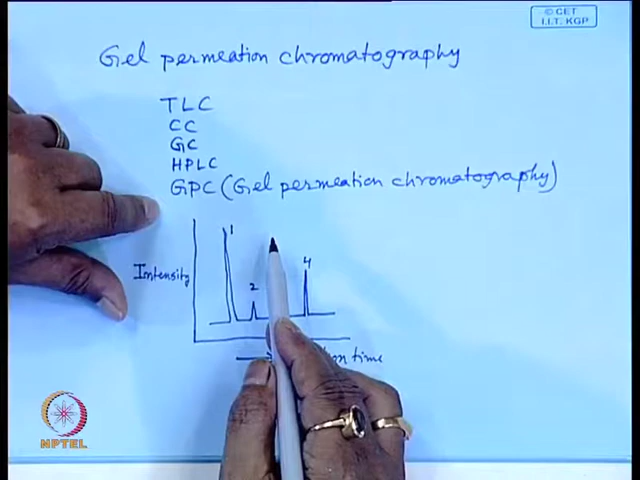 © CET
I.I.T. KGP
Gel permeation chromatography
TLC
CC
GC
HPLC
GPC (Gel permeation chromatography)
1
4
2
Intensity
time
NPTEL